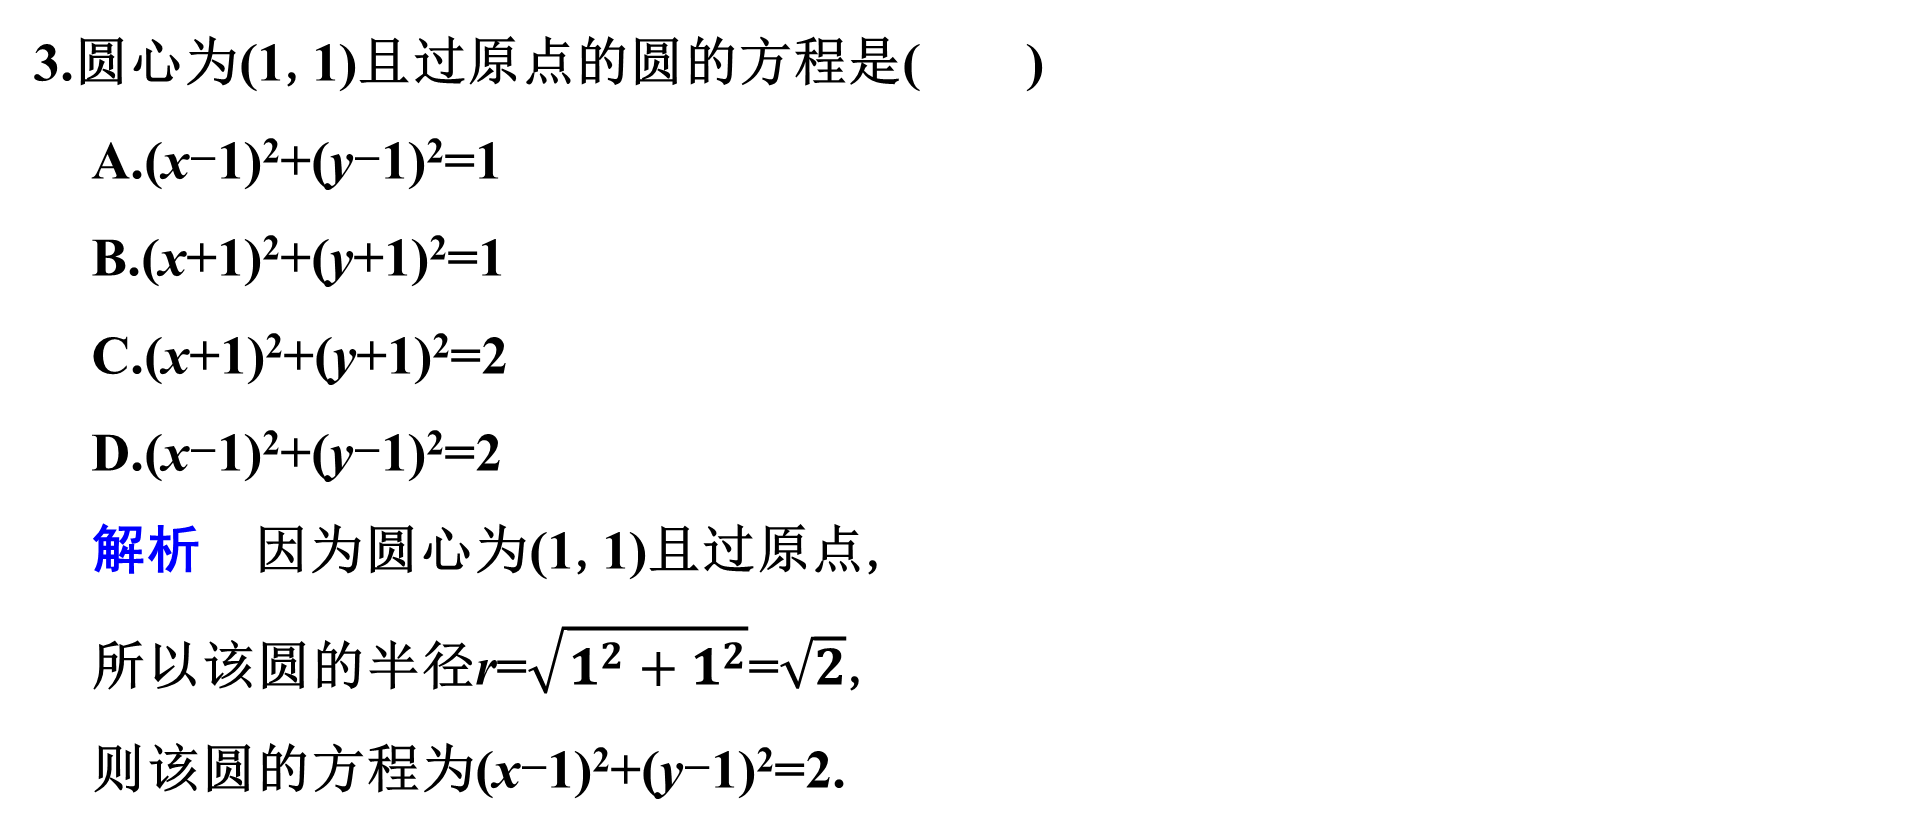 3.圆心为(1, 1)且过原点的圆的方程是(　　)
A.(x−1)²+(y−1)²=1
B.(x+1)²+(y+1)²=1
C.(x+1)²+(y+1)²=2
D.(x−1)²+(y−1)²=2
解析　因为圆心为(1, 1)且过原点,
所以该圆的半径r=√(1² + 1²)=√2,
则该圆的方程为(x−1)²+(y−1)²=2.